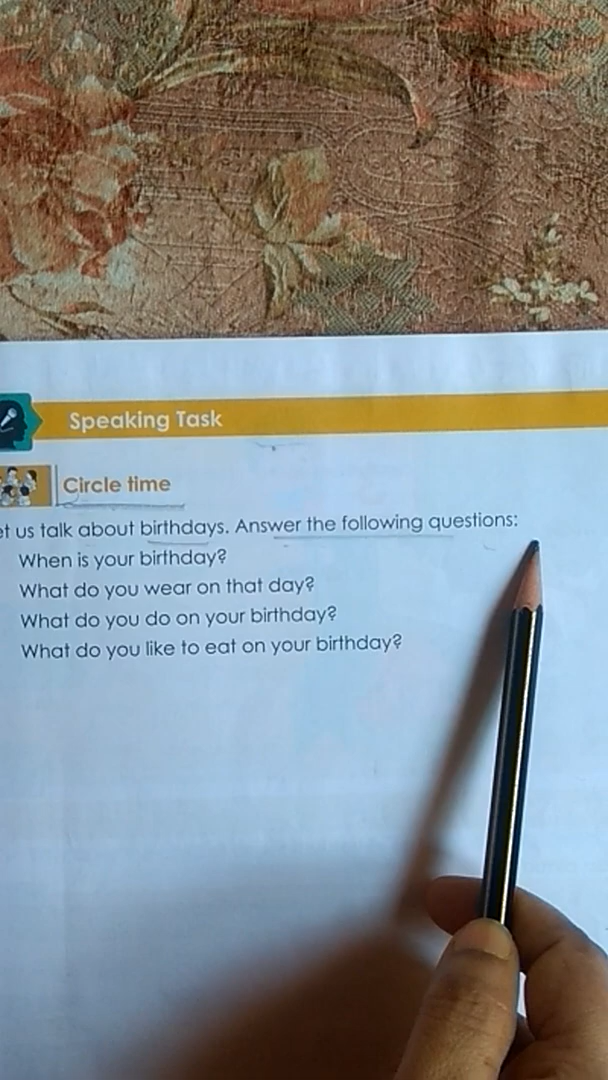 Speaking Task
Circle time
et us talk about birthdays. Answer the following questions:
When is your birthday?
What do you wear on that day?
What do you do on your birthday?
What do you like to eat on your birthday?